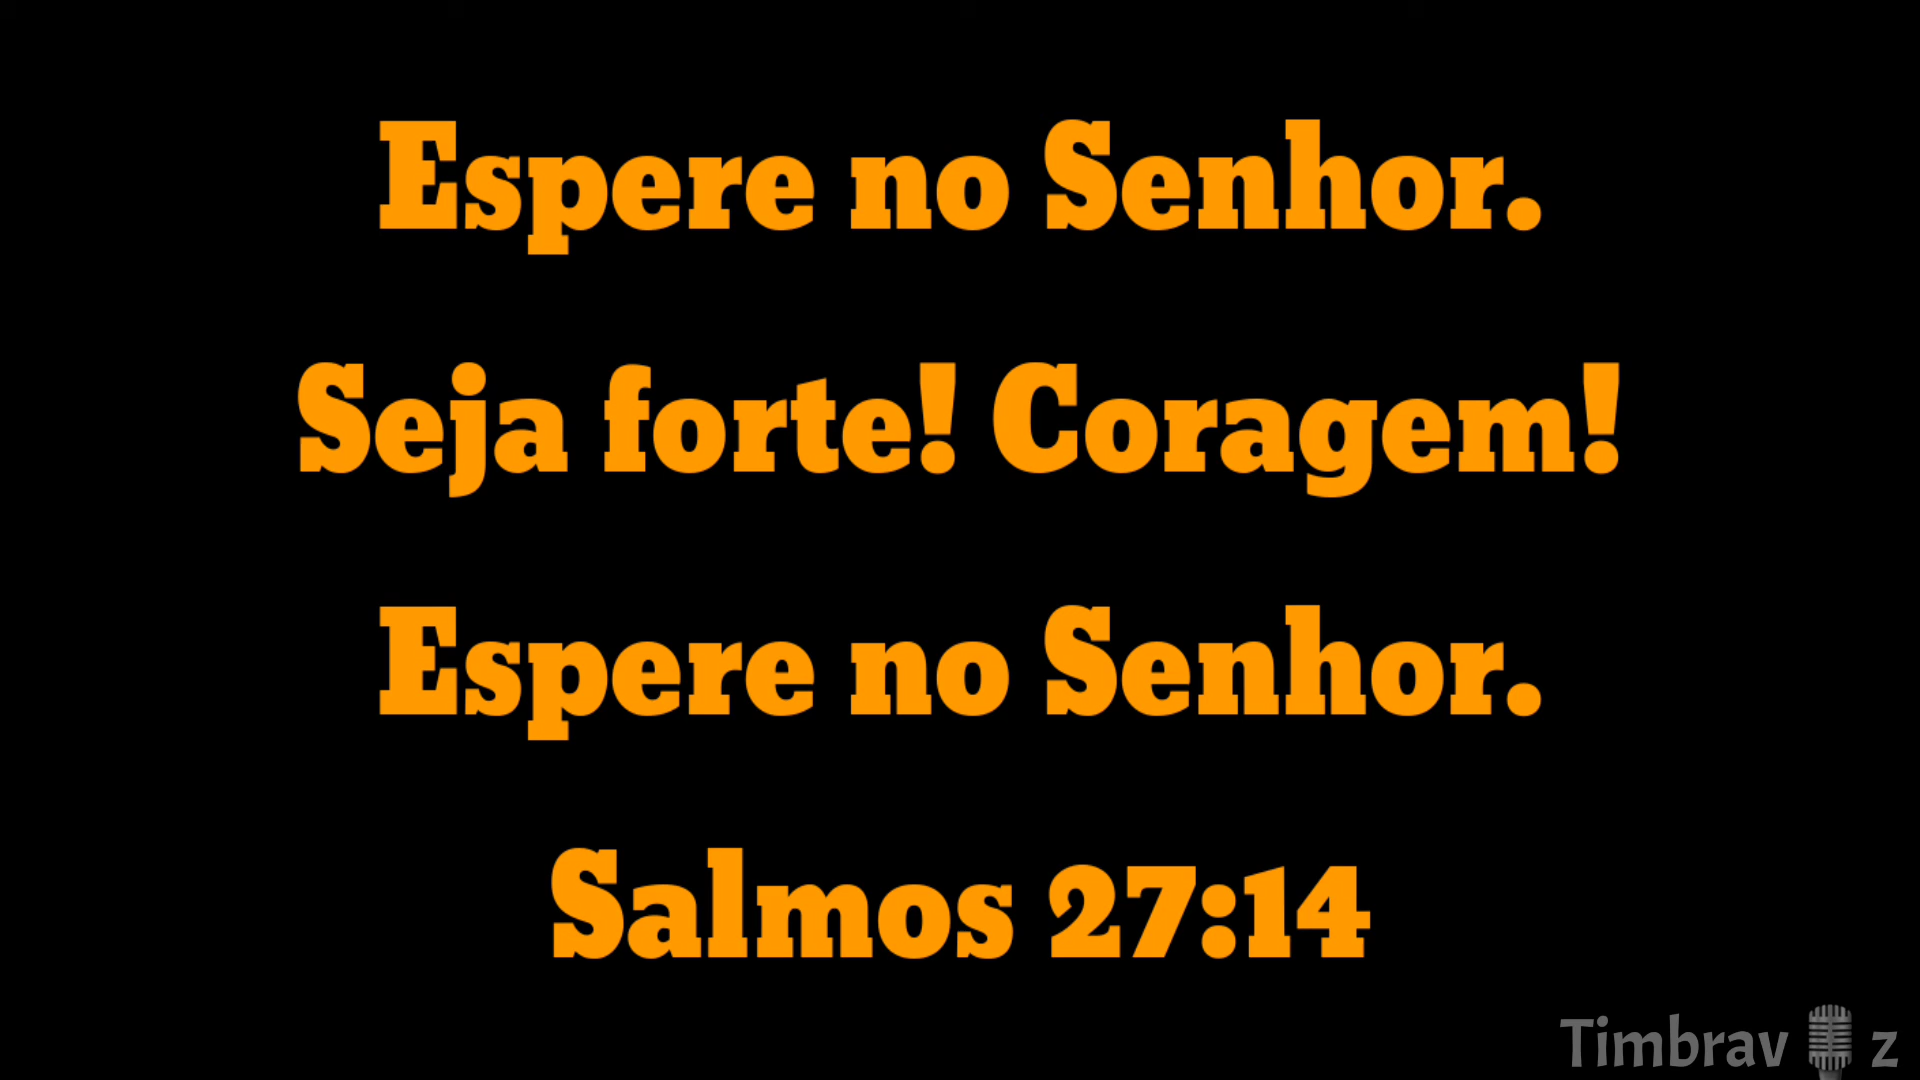 Espere no Senhor.
Seja forte! Coragem!
Espere no Senhor.
Salmos 27:14
Timbrav z